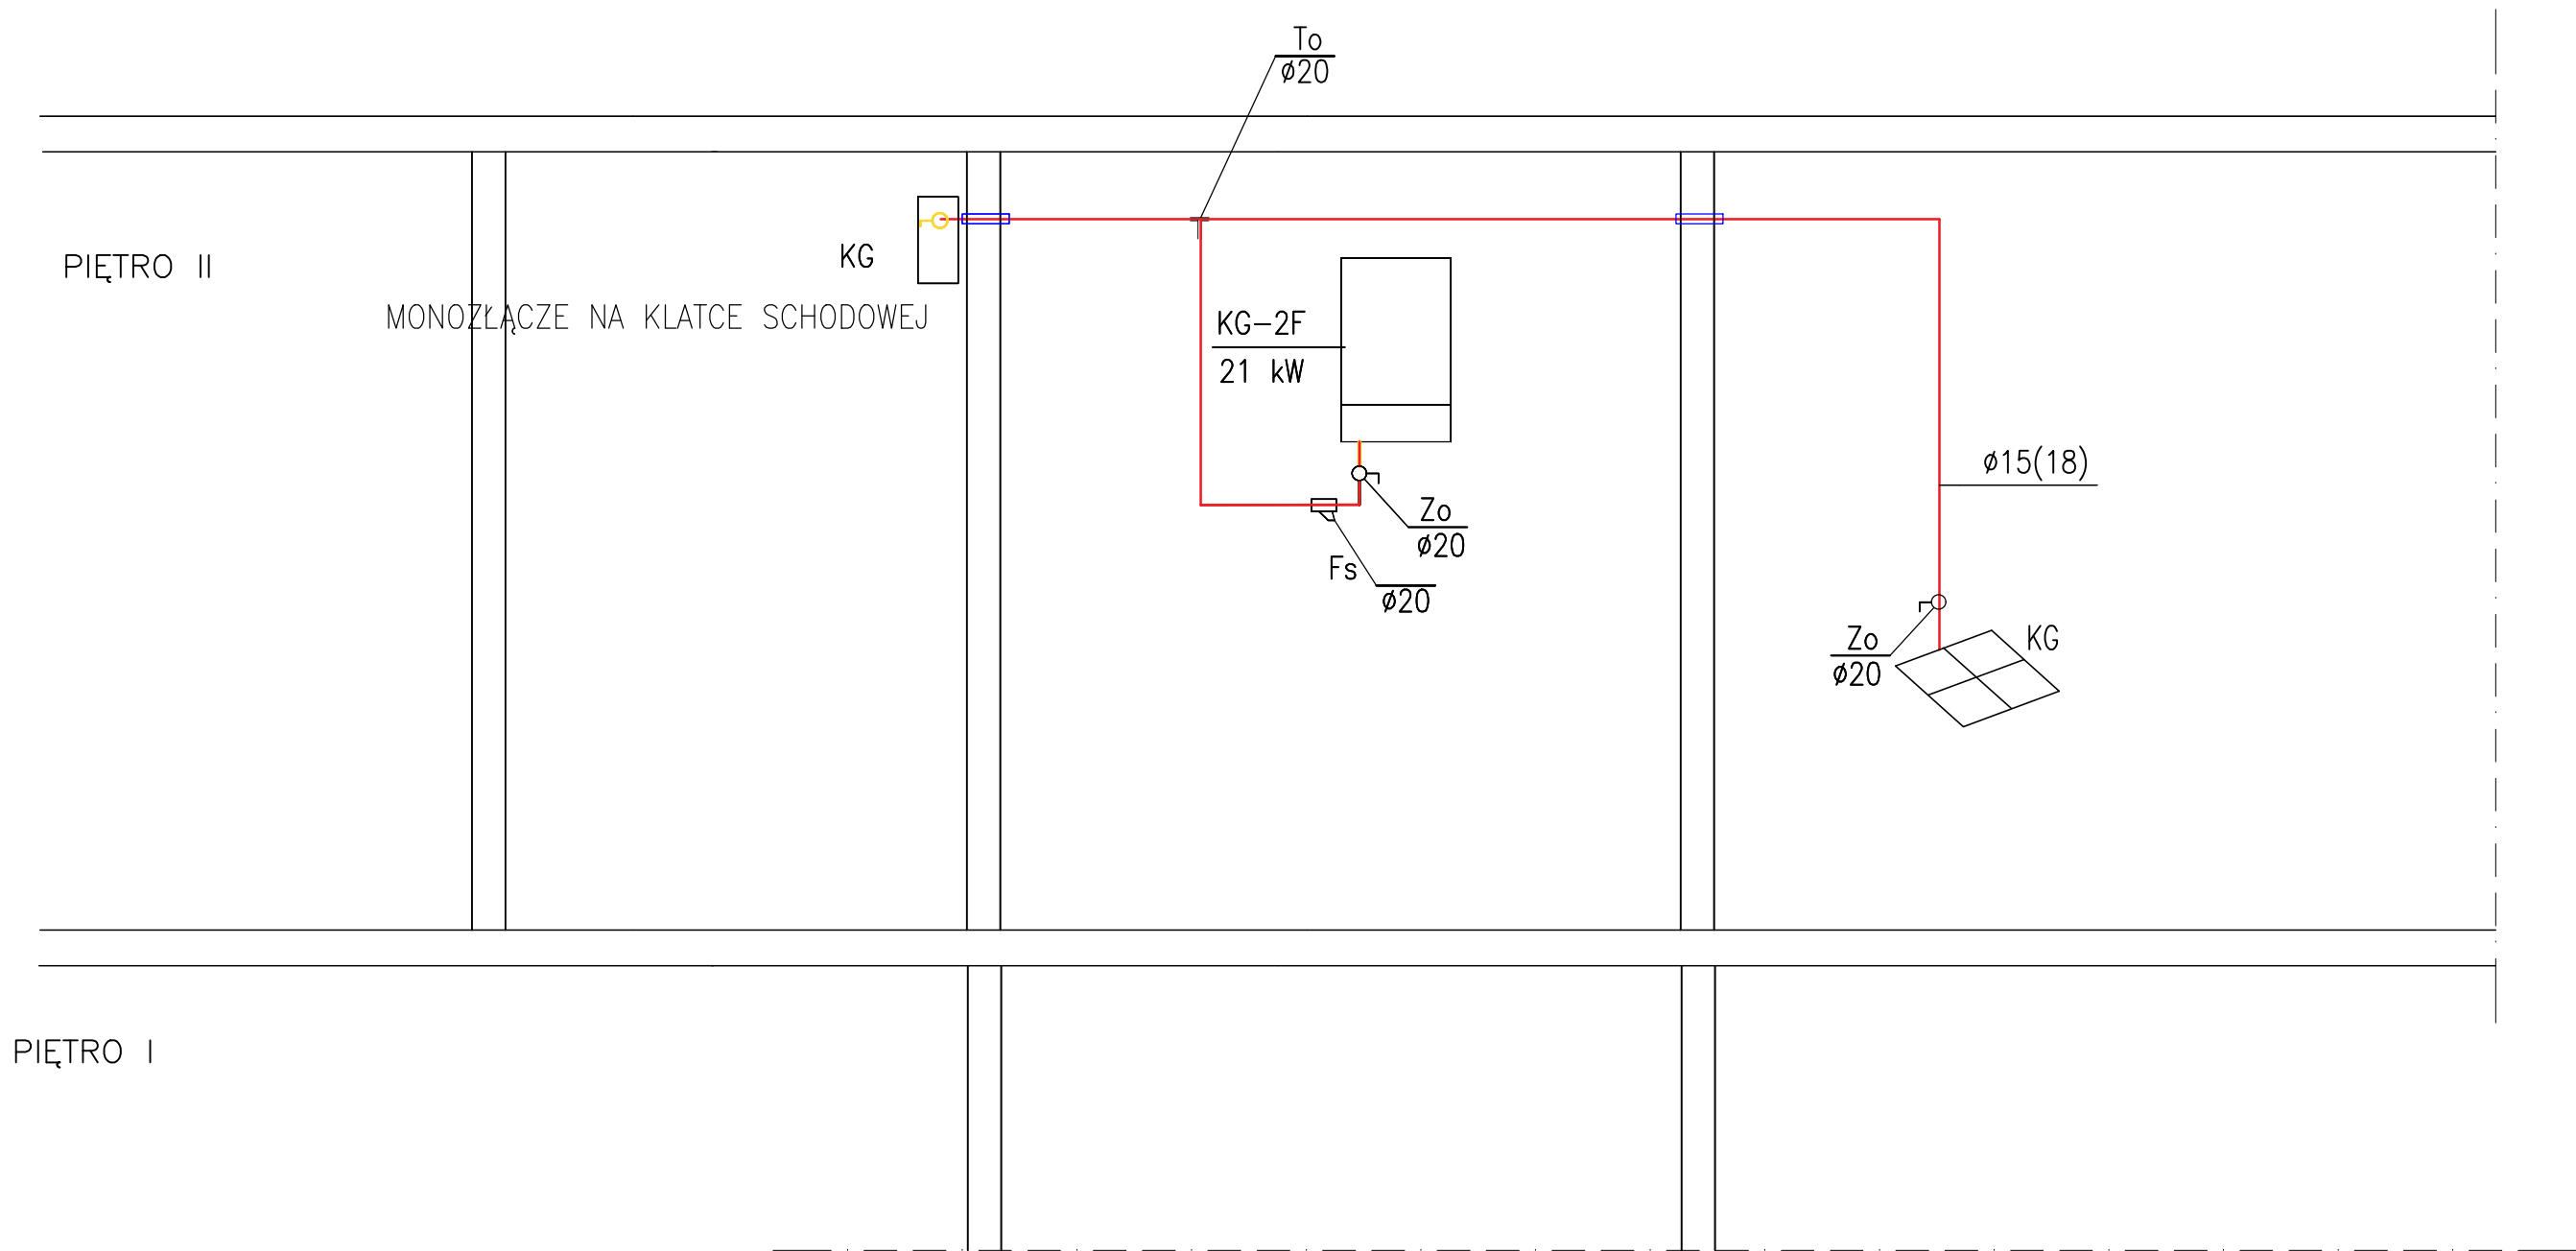 To
ø20
PIĘTRO II
KG
MONOZŁĄCZE NA KLATCE SCHODOWEJ
KG-2F
21 kW
ø15(18)
Zo
ø20
Fs
ø20
Zo
ø20
KG
PIĘTRO I